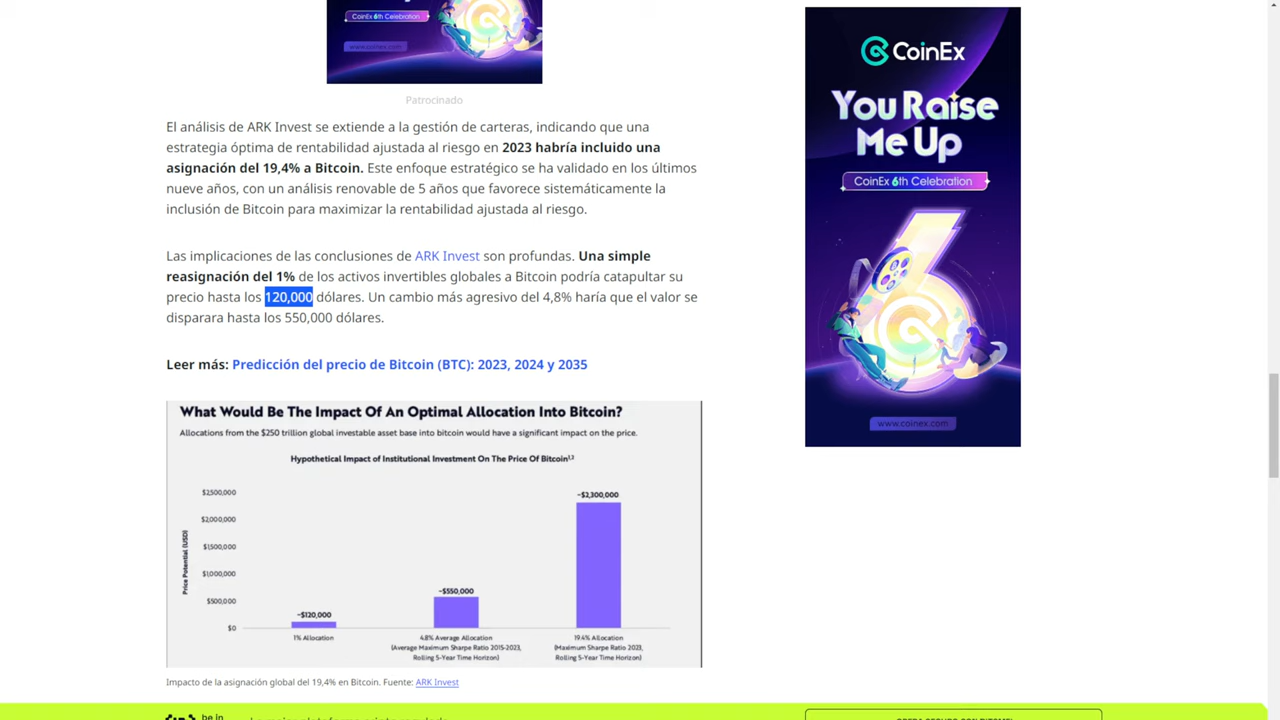 CoinEx 6th Celebration
www.coinex.com
Patrocinado
El análisis de ARK Invest se extiende a la gestión de carteras, indicando que una
estrategia óptima de rentabilidad ajustada al riesgo en 2023 habría incluido una
asignación del 19,4% a Bitcoin. Este enfoque estratégico se ha validado en los últimos
nueve años, con un análisis renovable de 5 años que favorece sistemáticamente la
inclusión de Bitcoin para maximizar la rentabilidad ajustada al riesgo.
Las implicaciones de las conclusiones de ARK Invest son profundas. Una simple
reasignación del 1% de los activos invertibles globales a Bitcoin podría catapultar su
precio hasta los 120,000 dólares. Un cambio más agresivo del 4,8% haría que el valor se
disparara hasta los 550,000 dólares.
Leer más: Predicción del precio de Bitcoin (BTC): 2023, 2024 y 2035
What Would Be The Impact Of An Optimal Allocation Into Bitcoin?
Allocations from the $250 trillion global investable asset base into bitcoin would have a significant impact on the price.
Hypothetical Impact of Institutional Investment On The Price Of Bitcoin¹,³
Price Potential (USD)
$2,500,000
$2,000,000
$1,500,000
$1,000,000
$500,000
$0
~$120,000
~$550,000
~$2,300,000
1% Allocation
4.8% Average Allocation
(Average Maximum Sharpe Ratio 2015-2023,
Rolling 5-Year Time Horizon)
19.4% Allocation
(Maximum Sharpe Ratio 2023,
Rolling 5-Year Time Horizon)
Impacto de la asignación global del 19,4% en Bitcoin. Fuente: ARK Invest
CoinEx
You Raise
Me Up
CoinEx 6th Celebration
www.coinex.com
be in